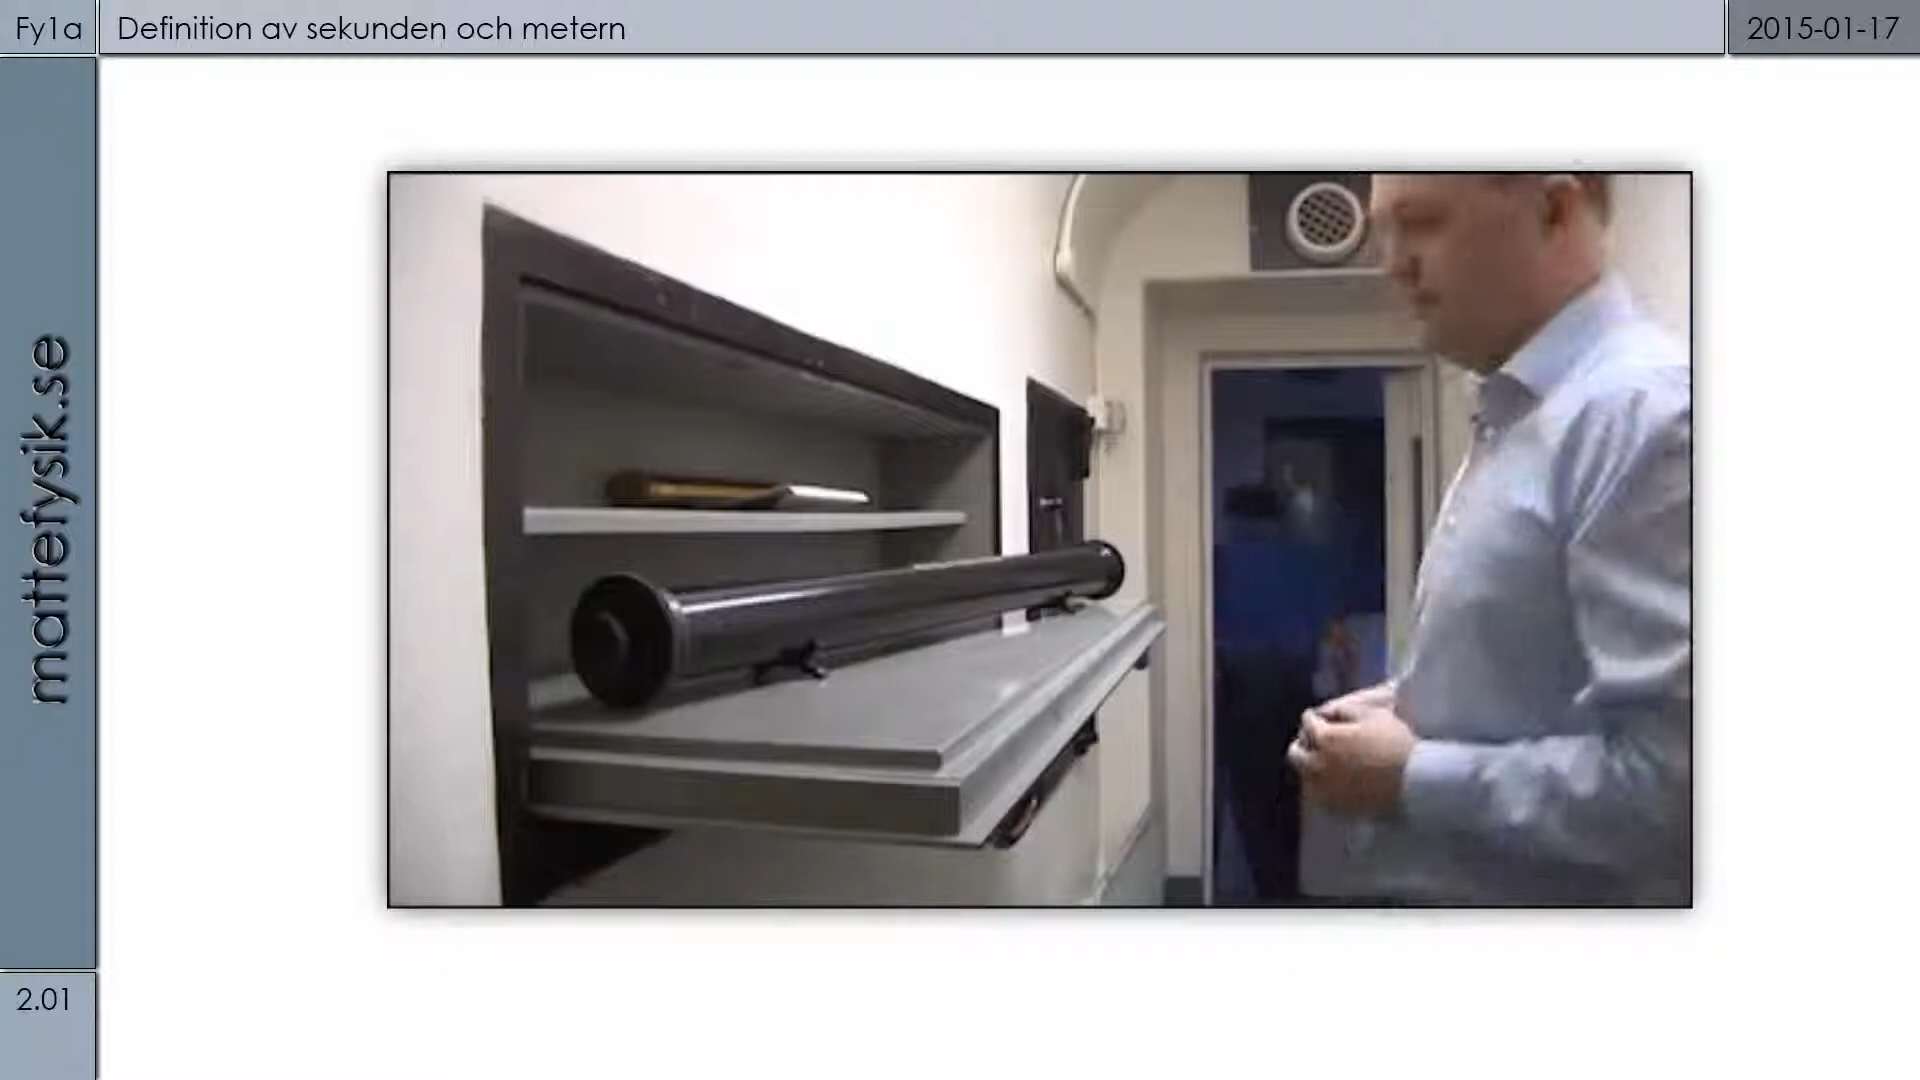 Fy1a
Definition av sekunden och metern
2015-01-17
mattefysik.se
2.01